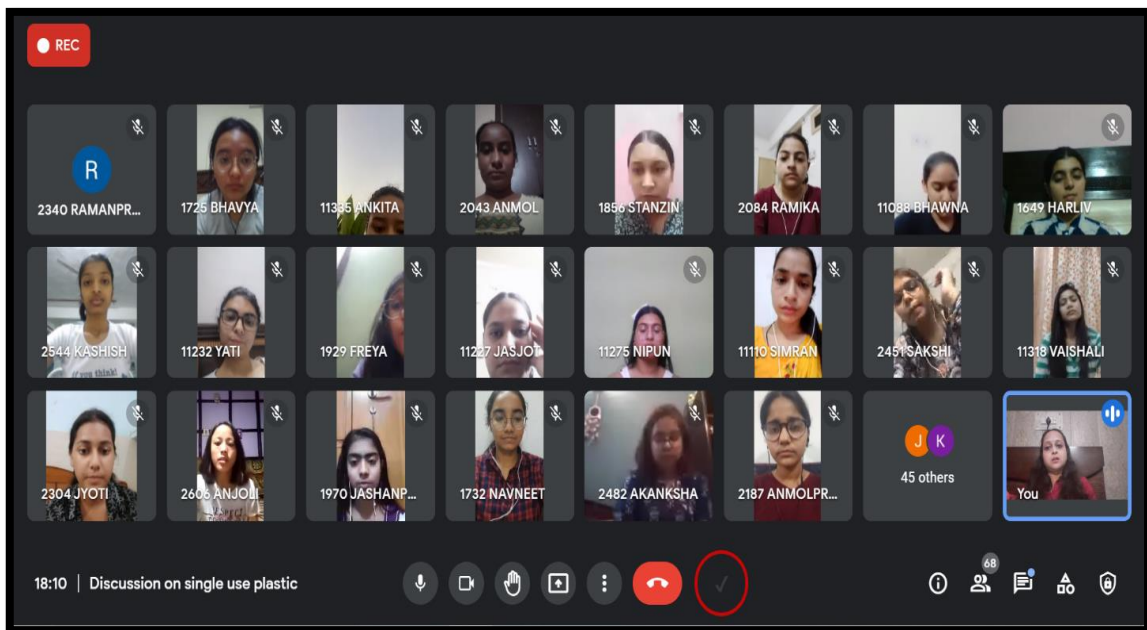 REC
R
2340 RAMANPR...
1725 BHAVYA
11335 ANKITA
2043 ANMOL
1856 STANZIN
2084 RAMIKA
11088 BHAWNA
1649 HARLIV
2544 KASHISH
11232 YATI
1929 FREYA
11227 JASJOT
11275 NIPUN
11110 SIMRAN
2451 SAKSHI
11318 VAISHALI
2304 JYOTI
2606 ANJOLI
1970 JASHANP...
1732 NAVNEET
2482 AKANKSHA
2187 ANMOLPR...
J K
45 others
You
18:10 | Discussion on single use plastic
68